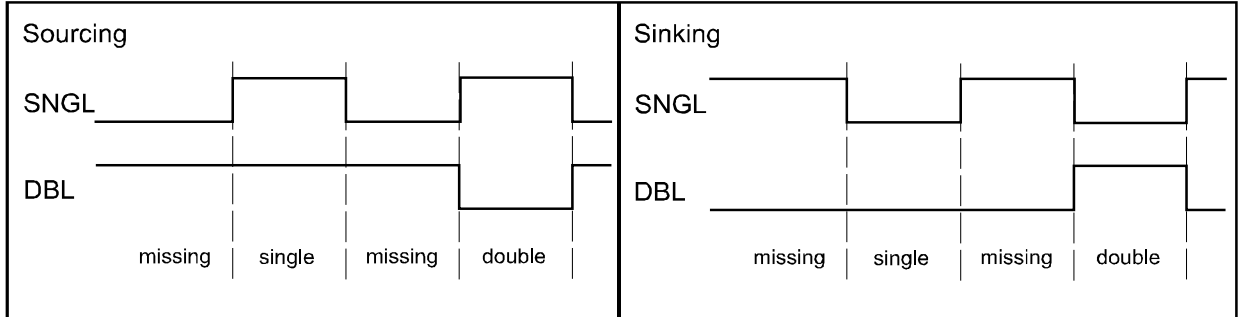 Sourcing
SNGL
DBL
missing single missing double
Sinking
SNGL
DBL
missing single missing double